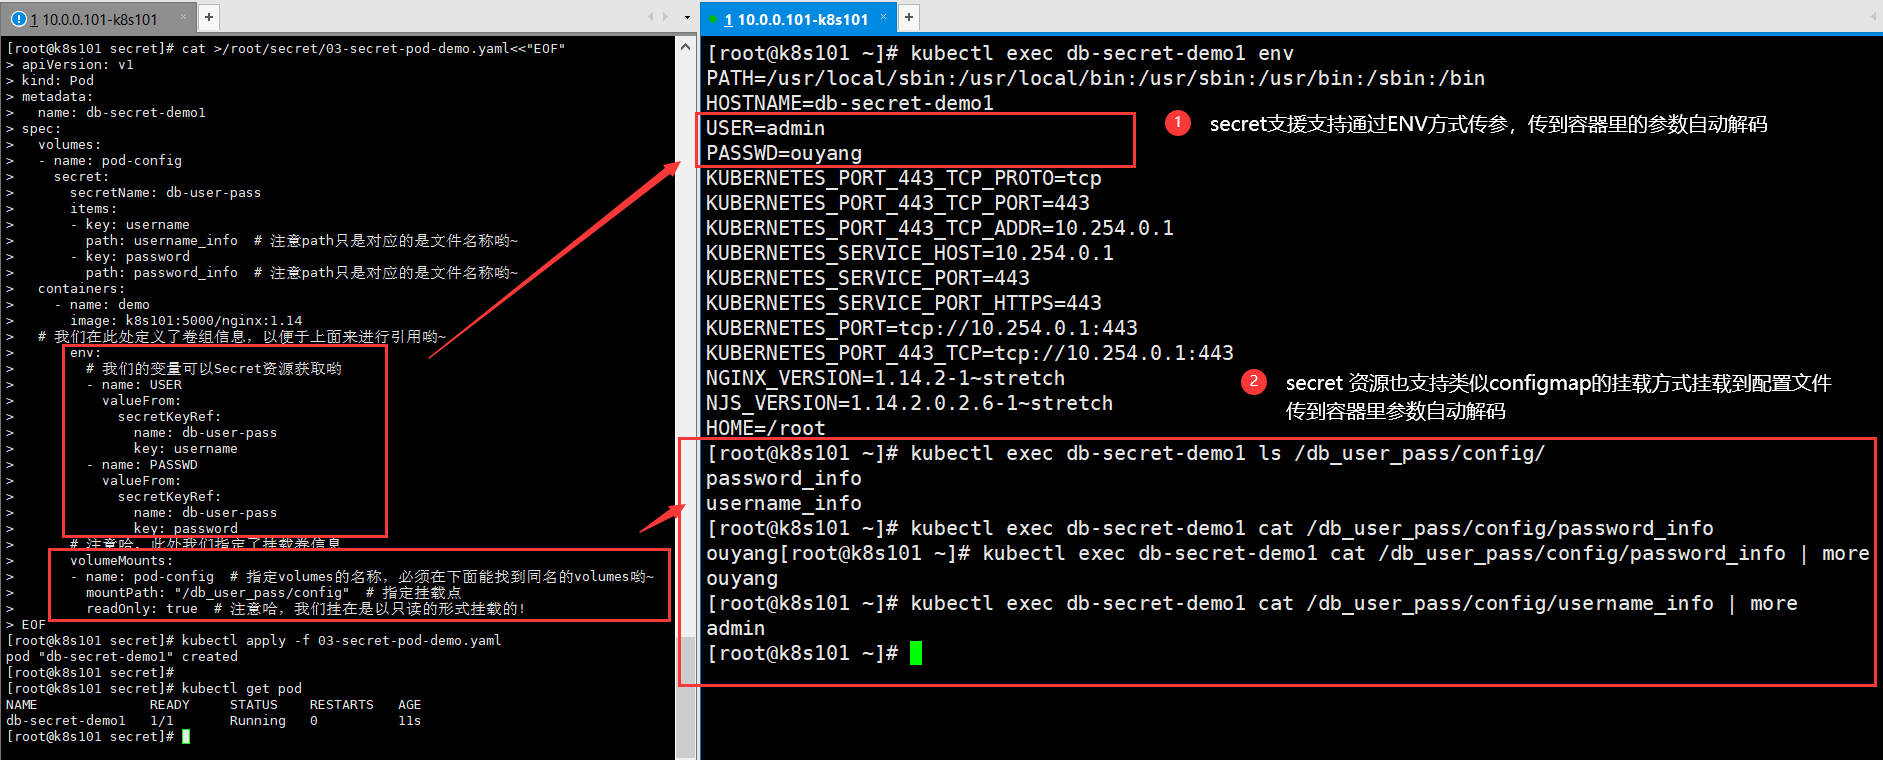 1 10.0.0.101-k8s101 × +
[root@k8s101 secret]# cat >/root/secret/03-secret-pod-demo.yaml<<"EOF"
> apiVersion: v1
> kind: Pod
> metadata:
>   name: db-secret-demo1
> spec:
>   volumes:
>   - name: pod-config
>     secret:
>       secretName: db-user-pass
>       items:
>       - key: username
>         path: username_info  # 注意path只是对应的是文件名称哟~
>       - key: password
>         path: password_info  # 注意path只是对应的是文件名称哟~
>   containers:
>     - name: demo
>       image: k8s101:5000/nginx:1.14
>   # 我们在此处定义了卷组信息，以便于上面来进行引用哟~
>       env:
>         # 我们的变量可以Secret资源获取哟
>         - name: USER
>           valueFrom:
>             secretKeyRef:
>               name: db-user-pass
>               key: username
>         - name: PASSWD
>           valueFrom:
>             secretKeyRef:
>               name: db-user-pass
>               key: password
>       # 注意哈，此处我们指定了挂载卷信息
>       volumeMounts:
>       - name: pod-config  # 指定volumes的名称，必须在下面能找到同名的volumes哟~
>         mountPath: "/db_user_pass/config"  # 指定挂载点
>         readOnly: true  # 注意哈，我们挂在是以只读的形式挂载的!
> EOF
[root@k8s101 secret]# kubectl apply -f 03-secret-pod-demo.yaml
pod "db-secret-demo1" created
[root@k8s101 secret]#
[root@k8s101 secret]# kubectl get pod
NAME              READY     STATUS    RESTARTS   AGE
db-secret-demo1   1/1       Running   0          11s
[root@k8s101 secret]#
1 10.0.0.101-k8s101 × +
[root@k8s101 ~]# kubectl exec db-secret-demo1 env
PATH=/usr/local/sbin:/usr/local/bin:/usr/sbin:/usr/bin:/sbin:/bin
HOSTNAME=db-secret-demo1
USER=admin
PASSWD=ouyang
1 secret支援支持通过ENV方式传参，传到容器里的参数自动解码
KUBERNETES_PORT_443_TCP_PROTO=tcp
KUBERNETES_PORT_443_TCP_PORT=443
KUBERNETES_PORT_443_TCP_ADDR=10.254.0.1
KUBERNETES_SERVICE_HOST=10.254.0.1
KUBERNETES_SERVICE_PORT=443
KUBERNETES_SERVICE_PORT_HTTPS=443
KUBERNETES_PORT=tcp://10.254.0.1:443
KUBERNETES_PORT_443_TCP=tcp://10.254.0.1:443
NGINX_VERSION=1.14.2-1~stretch
NJS_VERSION=1.14.2.0.2.6-1~stretch
HOME=/root
2 secret 资源也支持类似configmap的挂载方式挂载到配置文件
传到容器里参数自动解码
[root@k8s101 ~]# kubectl exec db-secret-demo1 ls /db_user_pass/config/
password_info
username_info
[root@k8s101 ~]# kubectl exec db-secret-demo1 cat /db_user_pass/config/password_info
ouyang[root@k8s101 ~]# kubectl exec db-secret-demo1 cat /db_user_pass/config/password_info | more
ouyang
[root@k8s101 ~]# kubectl exec db-secret-demo1 cat /db_user_pass/config/username_info | more
admin
[root@k8s101 ~]#